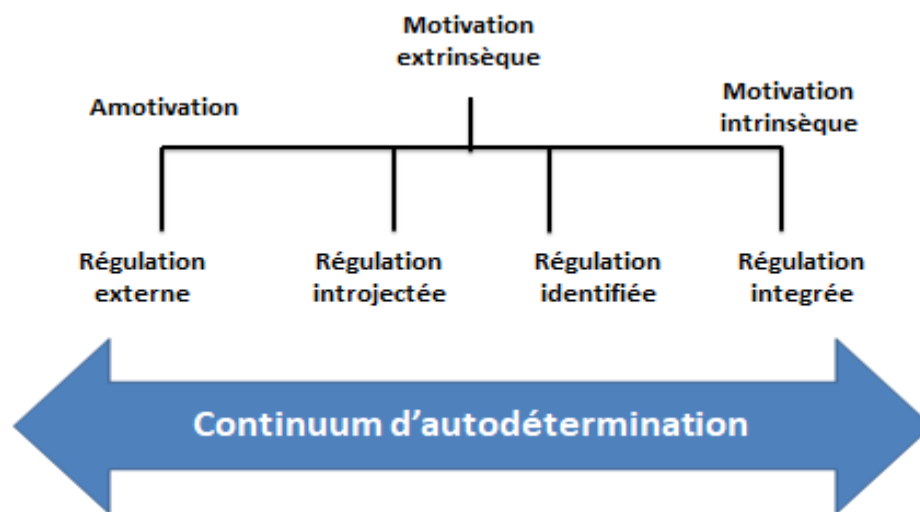 Motivation
extrinsèque
Amotivation
Motivation
intrinsèque
Régulation
externe
Régulation
introjectée
Régulation
identifiée
Régulation
integrée
Continuum d'autodétermination